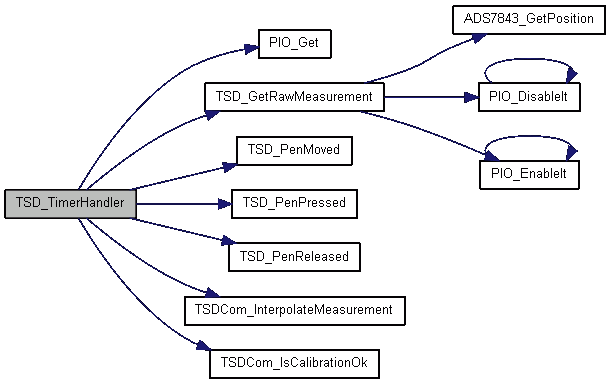 ADS7843_GetPosition
PIO_Get
TSD_GetRawMeasurement
PIO_DisableIt
TSD_PenMoved
PIO_EnableIt
TSD_TimerHandler
TSD_PenPressed
TSD_PenReleased
TSDCom_InterpolateMeasurement
TSDCom_IsCalibrationOk